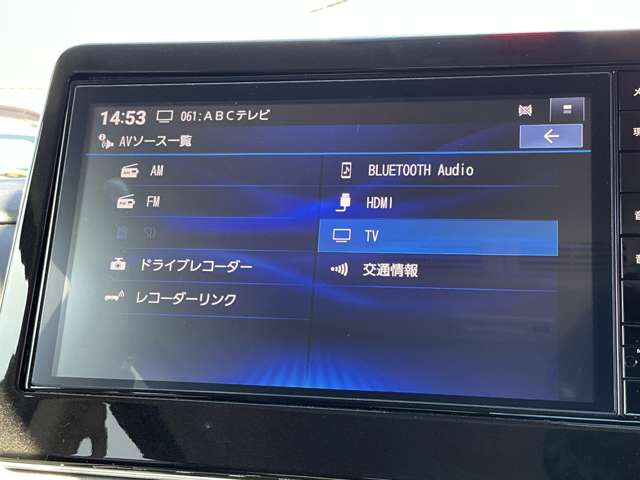 14:53 061:ABCテレビ
AVソース一覧
AM
FM
SD
ドライブレコーダー
レコーダーリンク
BLUETOOTH Audio
HDMI
TV
交通情報